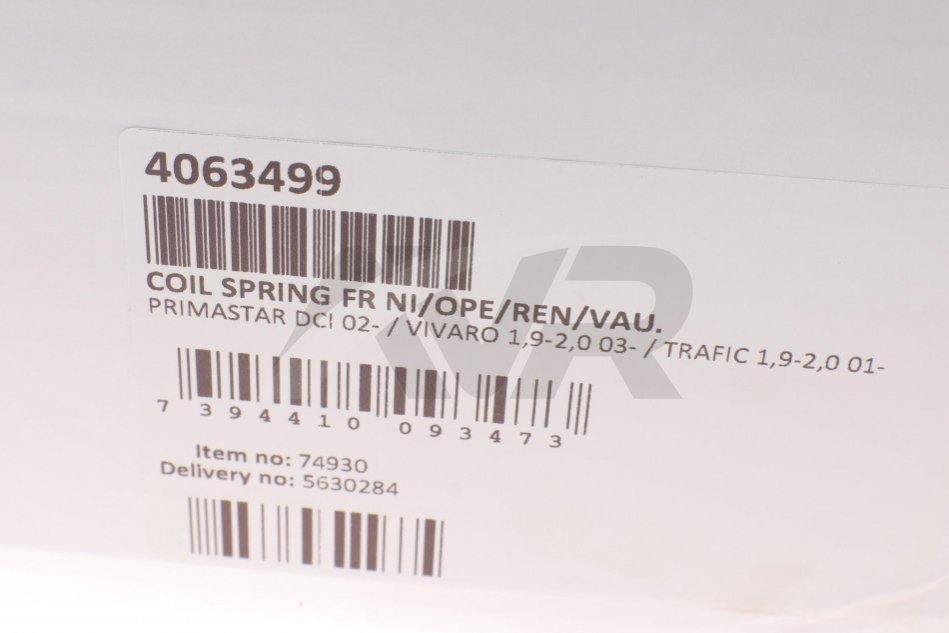 4063499
COIL SPRING FR NI/OPE/REN/VAU.
PRIMASTAR DCI 02- / VIVARO 1,9-2,0 03- / TRAFIC 1,9-2,0 01-
7 394410 093473
Item no: 74930
Delivery no: 5630284